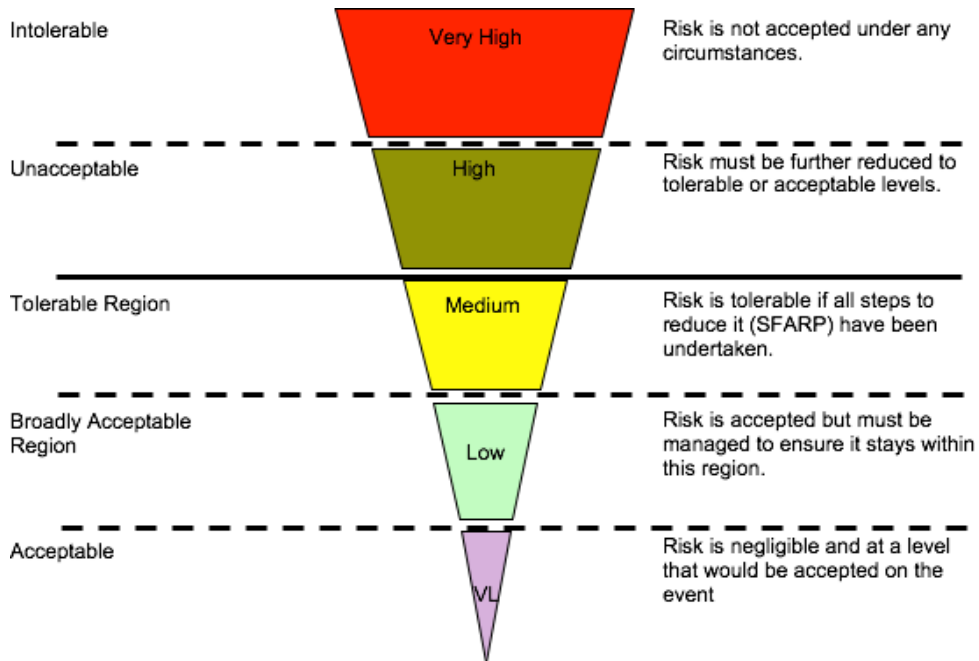 Intolerable
Very High
Risk is not accepted under any
circumstances.
Unacceptable
High
Risk must be further reduced to
tolerable or acceptable levels.
Tolerable Region
Medium
Risk is tolerable if all steps to
reduce it (SFARP) have been
undertaken.
Broadly Acceptable
Region
Low
Risk is accepted but must be
managed to ensure it stays within
this region.
Acceptable
VL
Risk is negligible and at a level
that would be accepted on the
event